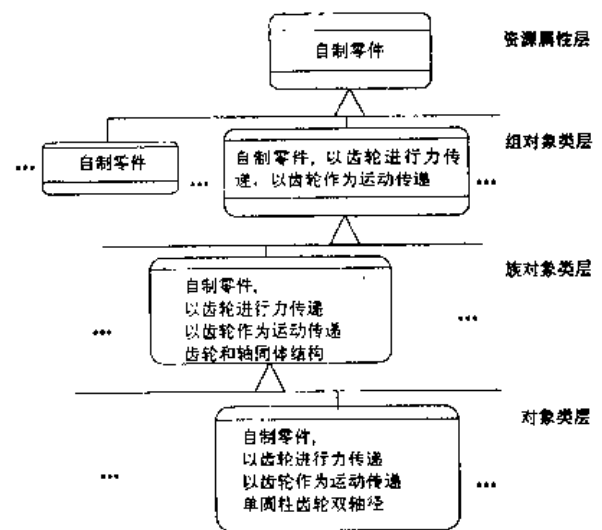 自制零件
资源属性层
组对象类层
自制零件
自制零件, 以齿轮进行力传
递, 以齿轮作为运动传递
族对象类层
自制零件,
以齿轮进行力传递
以齿轮作为运动传递
齿轮和轴同体结构
对象类层
自制零件,
以齿轮进行力传递
以齿轮作为运动传递
单圆柱齿轮双轴径